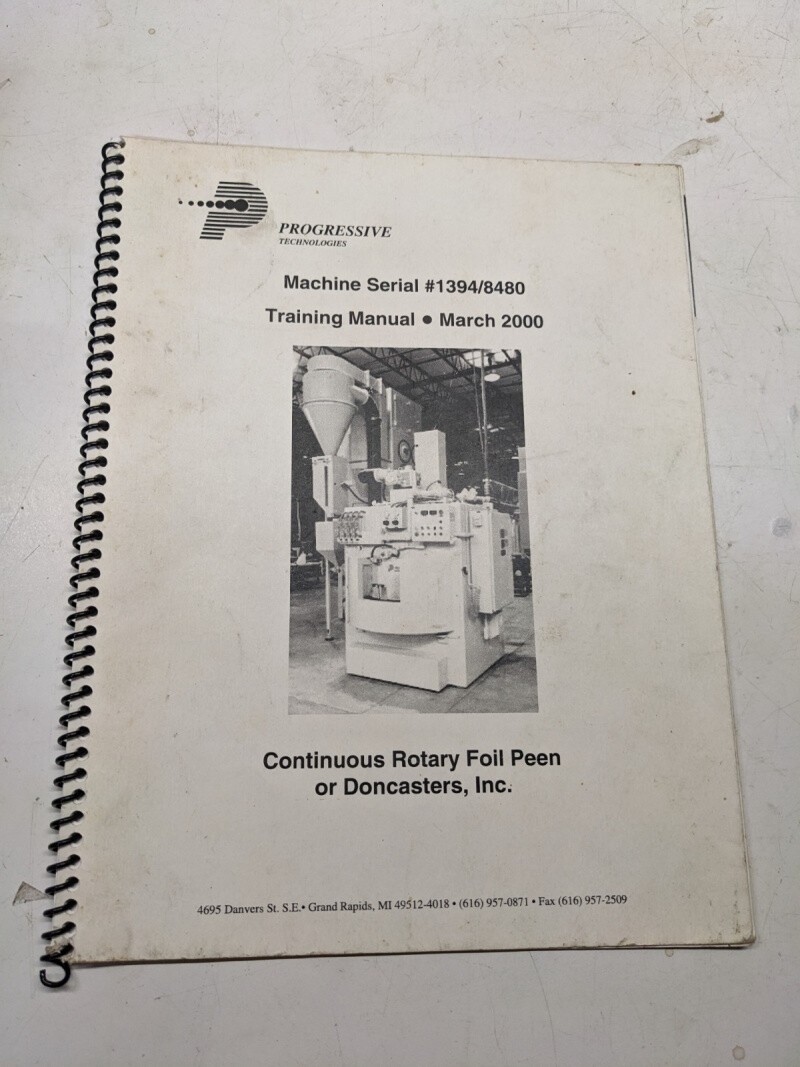 PROGRESSIVE
TECHNOLOGIES
Machine Serial #1394/8480
Training Manual • March 2000
Continuous Rotary Foil Peen
or Doncasters, Inc.
4695 Danvers St. S.E.• Grand Rapids, MI 49512-4018 • (616) 957-0871 • Fax (616) 957-2509